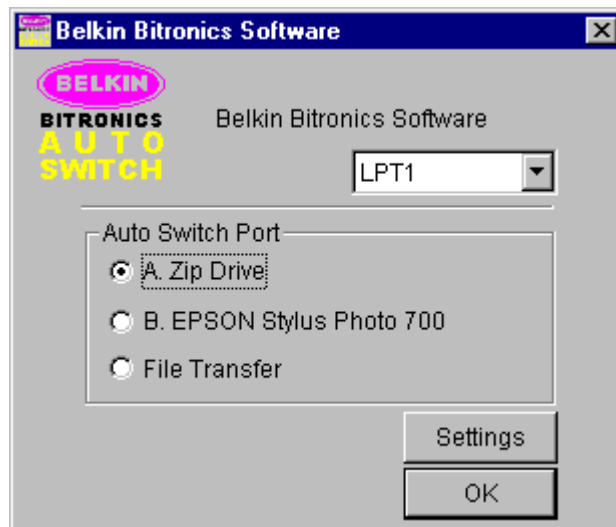 Belkin Bitronics Software
BELKIN
BITRONICS
AUTO
SWITCH
Belkin Bitronics Software
LPT1
Auto Switch Port
A. Zip Drive
B. EPSON Stylus Photo 700
File Transfer
Settings
OK